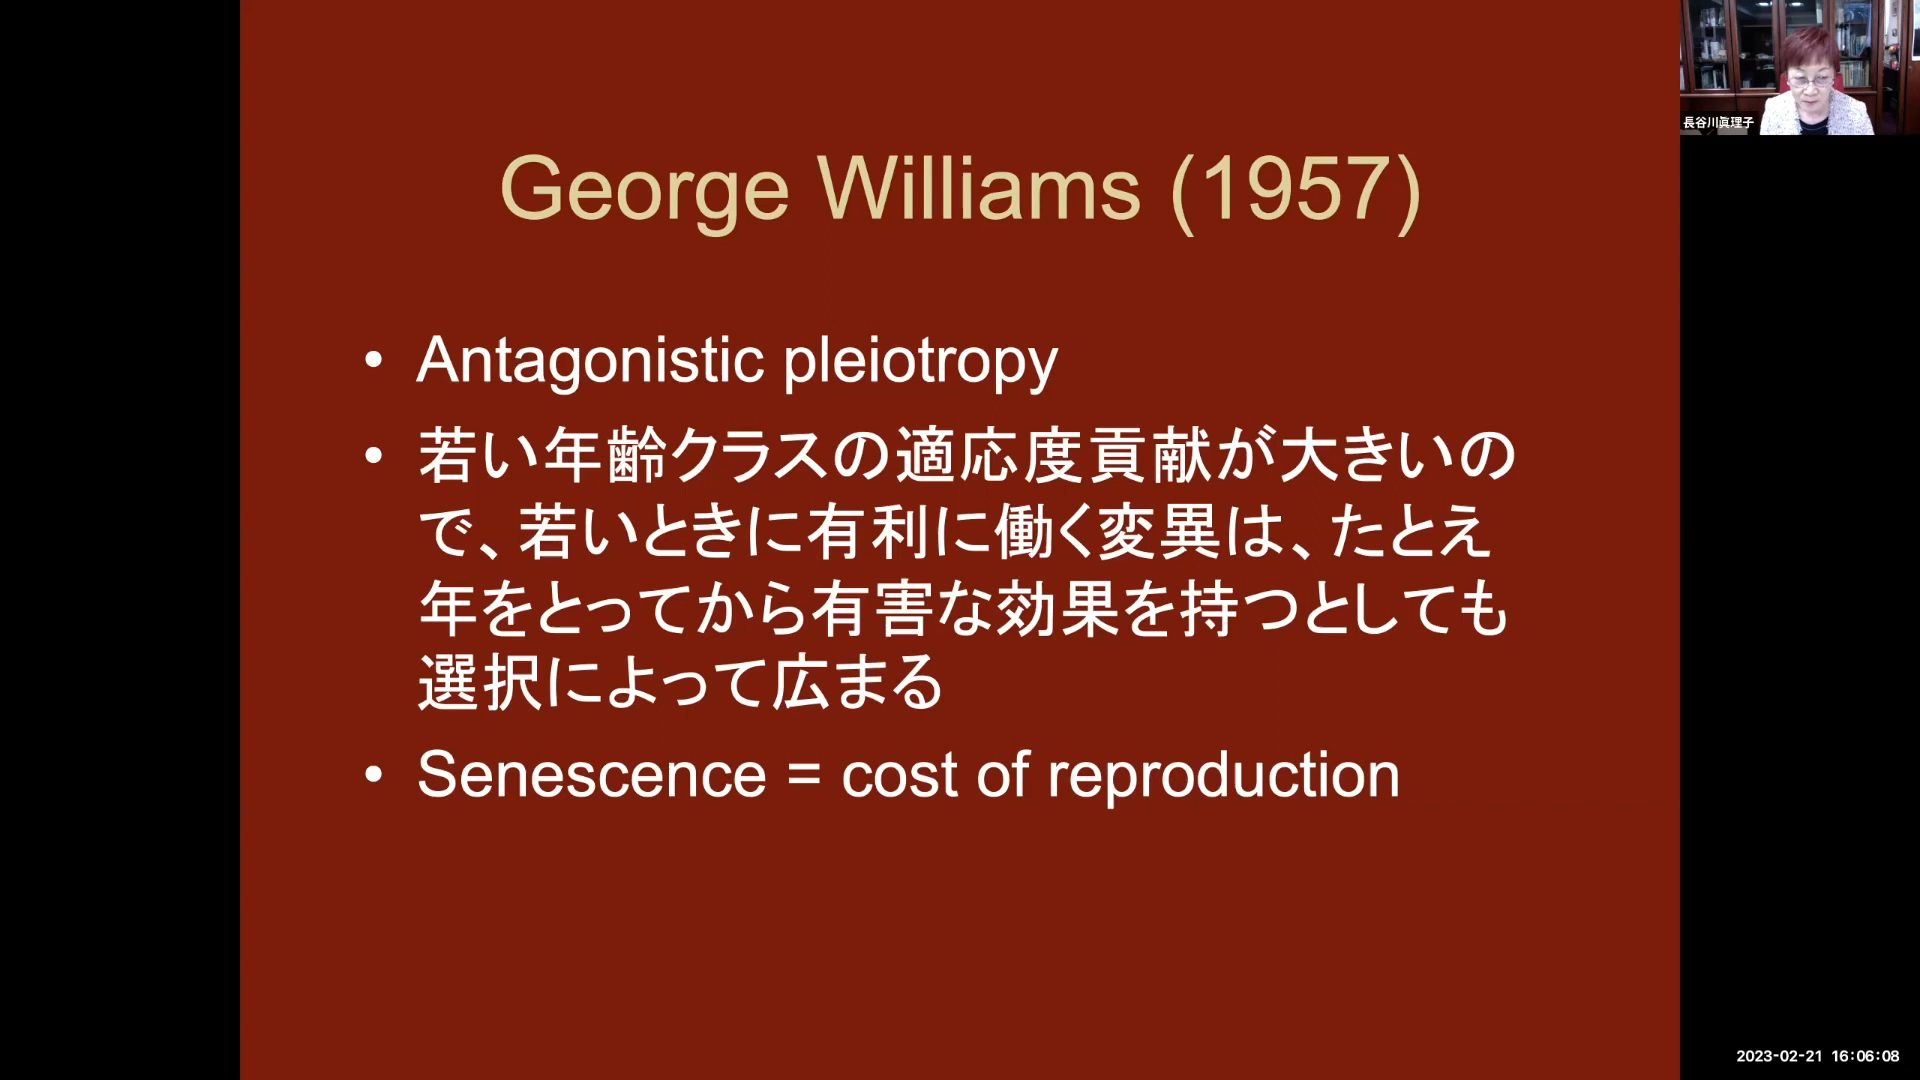 George Williams (1957)
• Antagonistic pleiotropy
• 若い年齢クラスの適応度貢献が大きいの
で、若いときに有利に働く変異は、たとえ
年をとってから有害な効果を持つとしても
選択によって広まる
• Senescence = cost of reproduction
長谷川眞理子
2023-02-21 16:06:08